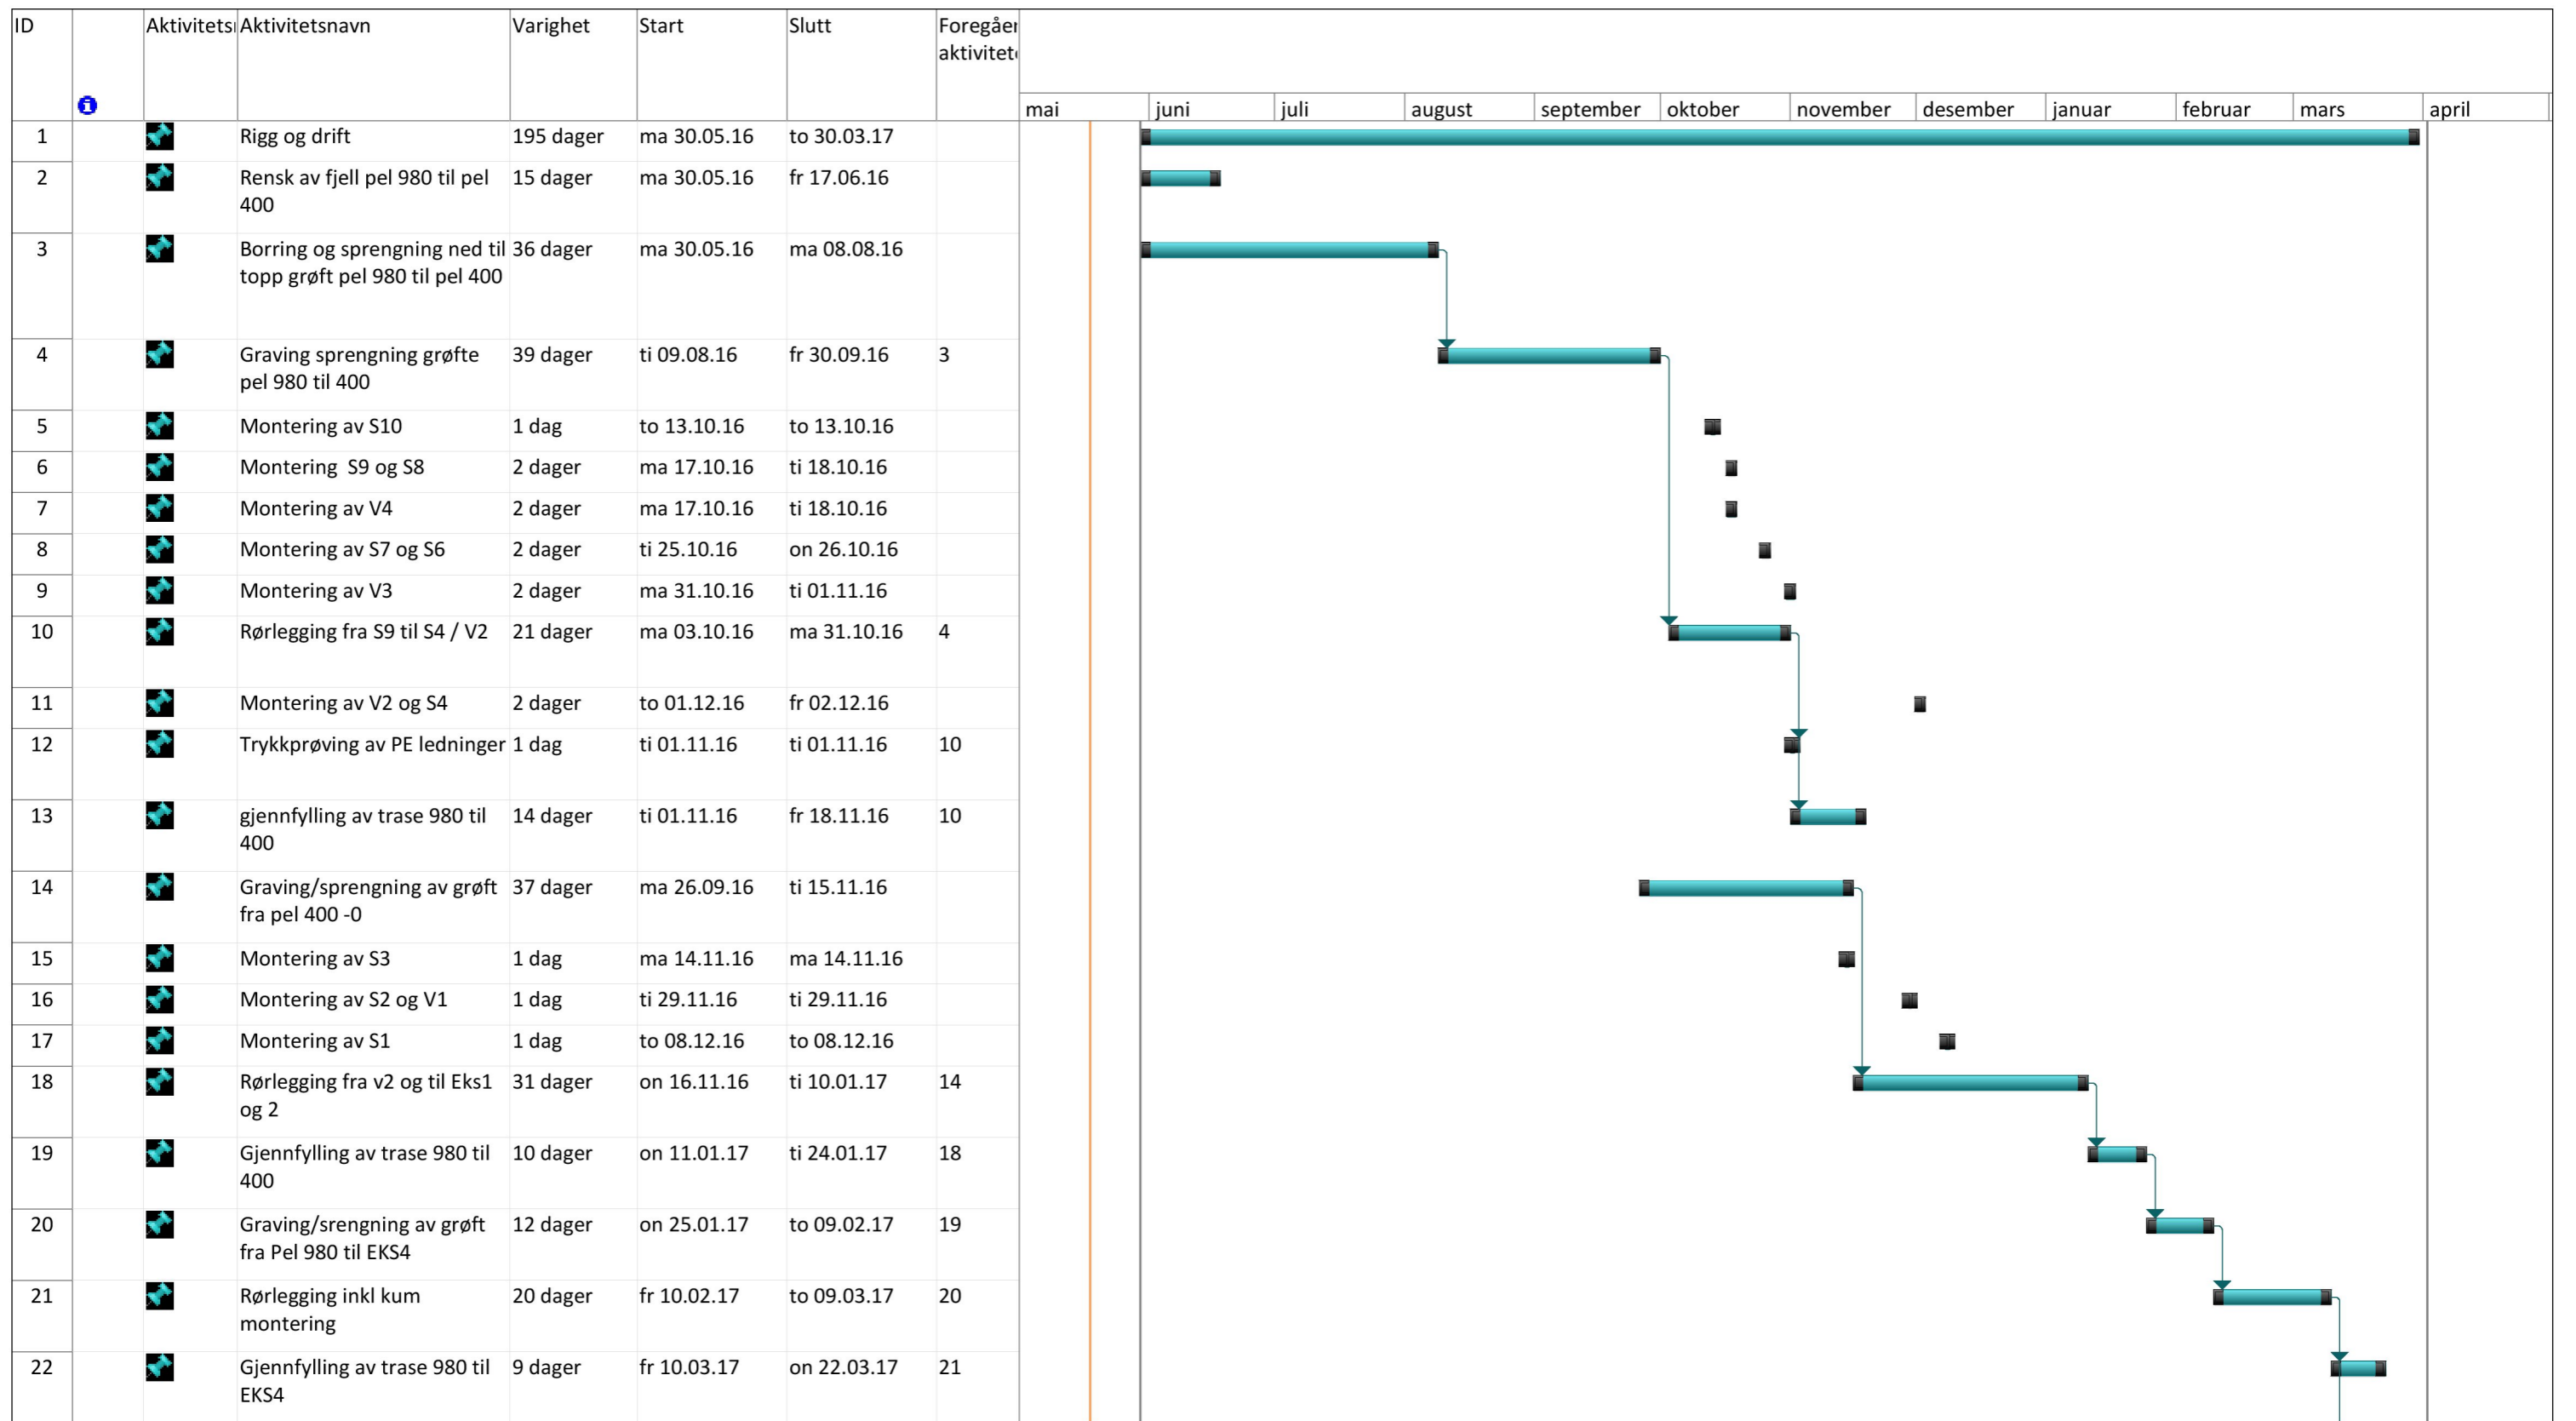 ID Aktivitetsr Aktivitetsnavn Varighet Start Slutt Foregåer
aktivitete
mai juni juli august september oktober november desember januar februar mars april
1 Rigg og drift 195 dager ma 30.05.16 to 30.03.17
2 Rensk av fjell pel 980 til pel 15 dager ma 30.05.16 fr 17.06.16
400
3 Borring og sprengning ned til 36 dager ma 30.05.16 ma 08.08.16
topp grøft pel 980 til pel 400
4 Graving sprengning grøfte 39 dager ti 09.08.16 fr 30.09.16 3
pel 980 til 400
5 Montering av S10 1 dag to 13.10.16 to 13.10.16
6 Montering  S9 og S8 2 dager ma 17.10.16 ti 18.10.16
7 Montering av V4 2 dager ma 17.10.16 ti 18.10.16
8 Montering av S7 og S6 2 dager ti 25.10.16 on 26.10.16
9 Montering av V3 2 dager ma 31.10.16 ti 01.11.16
10 Rørlegging fra S9 til S4 / V2 21 dager ma 03.10.16 ma 31.10.16 4
11 Montering av V2 og S4 2 dager to 01.12.16 fr 02.12.16
12 Trykkprøving av PE ledninger 1 dag ti 01.11.16 ti 01.11.16 10
13 gjennfylling av trase 980 til 14 dager ti 01.11.16 fr 18.11.16 10
400
14 Graving/sprengning av grøft 37 dager ma 26.09.16 ti 15.11.16
fra pel 400 -0
15 Montering av S3 1 dag ma 14.11.16 ma 14.11.16
16 Montering av S2 og V1 1 dag ti 29.11.16 ti 29.11.16
17 Montering av S1 1 dag to 08.12.16 to 08.12.16
18 Rørlegging fra v2 og til Eks1 31 dager on 16.11.16 ti 10.01.17 14
og 2
19 Gjennfylling av trase 980 til 10 dager on 11.01.17 ti 24.01.17 18
400
20 Graving/srengning av grøft 12 dager on 25.01.17 to 09.02.17 19
fra Pel 980 til EKS4
21 Rørlegging inkl kum 20 dager fr 10.02.17 to 09.03.17 20
montering
22 Gjennfylling av trase 980 til 9 dager fr 10.03.17 on 22.03.17 21
EKS4